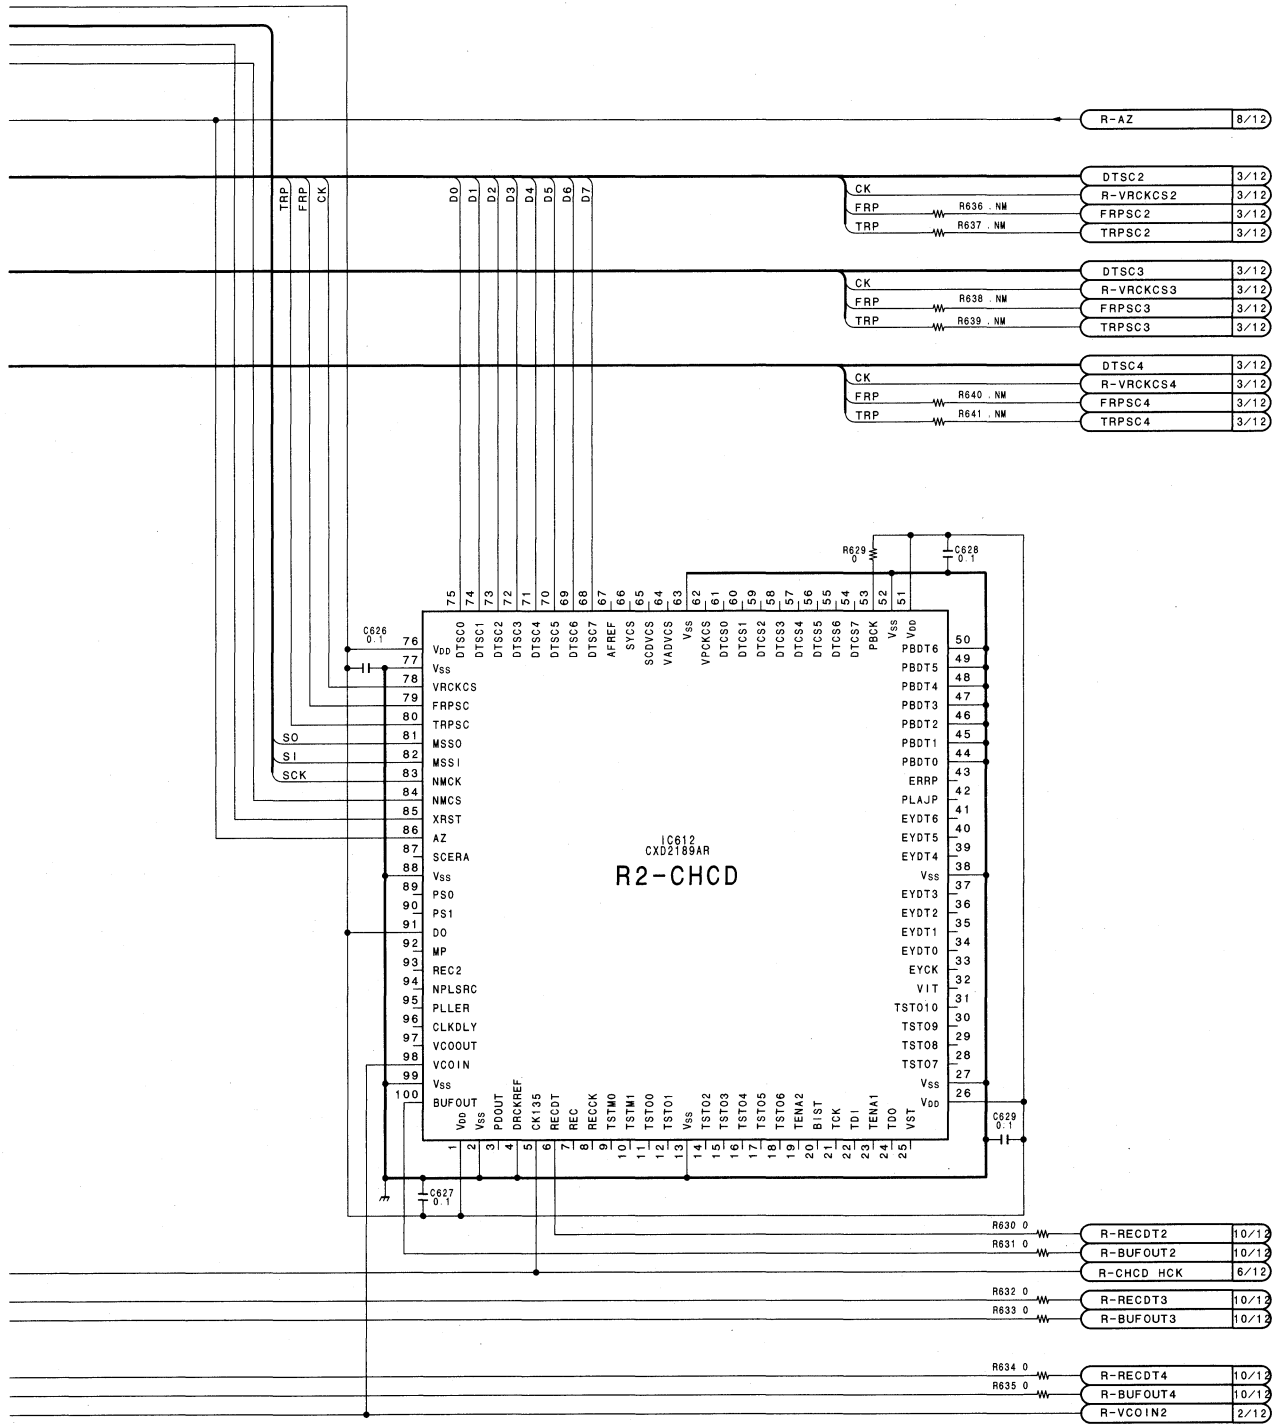 R-AZ 8/12
DTSC2 3/12
CK R-VRCKCS2 3/12
FRP R636 . NM FRPSC2 3/12
TRP R637 . NM TRPSC2 3/12
TRP FRP CK D0 D1 D2 D3 D4 D5 D6 D7
DTSC3 3/12
CK R-VRCKCS3 3/12
FRP R638 . NM FRPSC3 3/12
TRP R639 . NM TRPSC3 3/12
DTSC4 3/12
CK R-VRCKCS4 3/12
FRP R640 . NM FRPSC4 3/12
TRP R641 . NM TRPSC4 3/12
R629 0
C628 0.1
75 74 73 72 71 70 69 68 67 66 65 64 63 62 61 60 59 58 57 56 55 54 53 52 51
DTSC0 DTSC1 DTSC2 DTSC3 DTSC4 DTSC5 DTSC6 DTSC7 AFREF SYCS SCDVCS VADVCS Vss VPCKCS DTCS0 DTCS1 DTCS2 DTCS3 DTCS4 DTCS5 DTCS6 DTCS7 PBCK Vss VDD
C626 0.1
76 VDD
77 Vss
78 VRCKCS
79 FRPSC
80 TRPSC
SO 81 MSSO
SI 82 MSSI
SCK 83 NMCK
84 NMCS
85 XRST
86 AZ
87 SCERA
88 Vss
89 PS0
90 PS1
91 DO
92 MP
93 REC2
94 NPLSRC
95 PLLER
96 CLKDLY
97 VCOOUT
98 VCOIN
99 Vss
100 BUFOUT
IC612
CXD2189AR
R2-CHCD
PBDT6 50
PBDT5 49
PBDT4 48
PBDT3 47
PBDT2 46
PBDT1 45
PBDT0 44
ERRP 43
PLAJP 42
EYDT6 41
EYDT5 40
EYDT4 39
Vss 38
EYDT3 37
EYDT2 36
EYDT1 35
EYDT0 34
EYCK 33
VIT 32
TSTO10 31
TSTO9 30
TSTO8 29
TSTO7 28
Vss 27
VDD 26
C629 0.1
VDD Vss PDOUT DRCKREF CK135 RECDT REC RECCK TSTM0 TSTM1 TSTO0 TSTO1 Vss TSTO2 TSTO3 TSTO4 TSTO5 TSTO6 TENA2 BIST TCK TDI TENA1 TDO VST
1 2 3 4 5 6 7 8 9 10 11 12 13 14 15 16 17 18 19 20 21 22 23 24 25
C627 0.1
R630 0 R-RECDT2 10/12
R631 0 R-BUFOUT2 10/12
R-CHCD HCK 6/12
R632 0 R-RECDT3 10/12
R633 0 R-BUFOUT3 10/12
R634 0 R-RECDT4 10/12
R635 0 R-BUFOUT4 10/12
R-VCOIN2 2/12